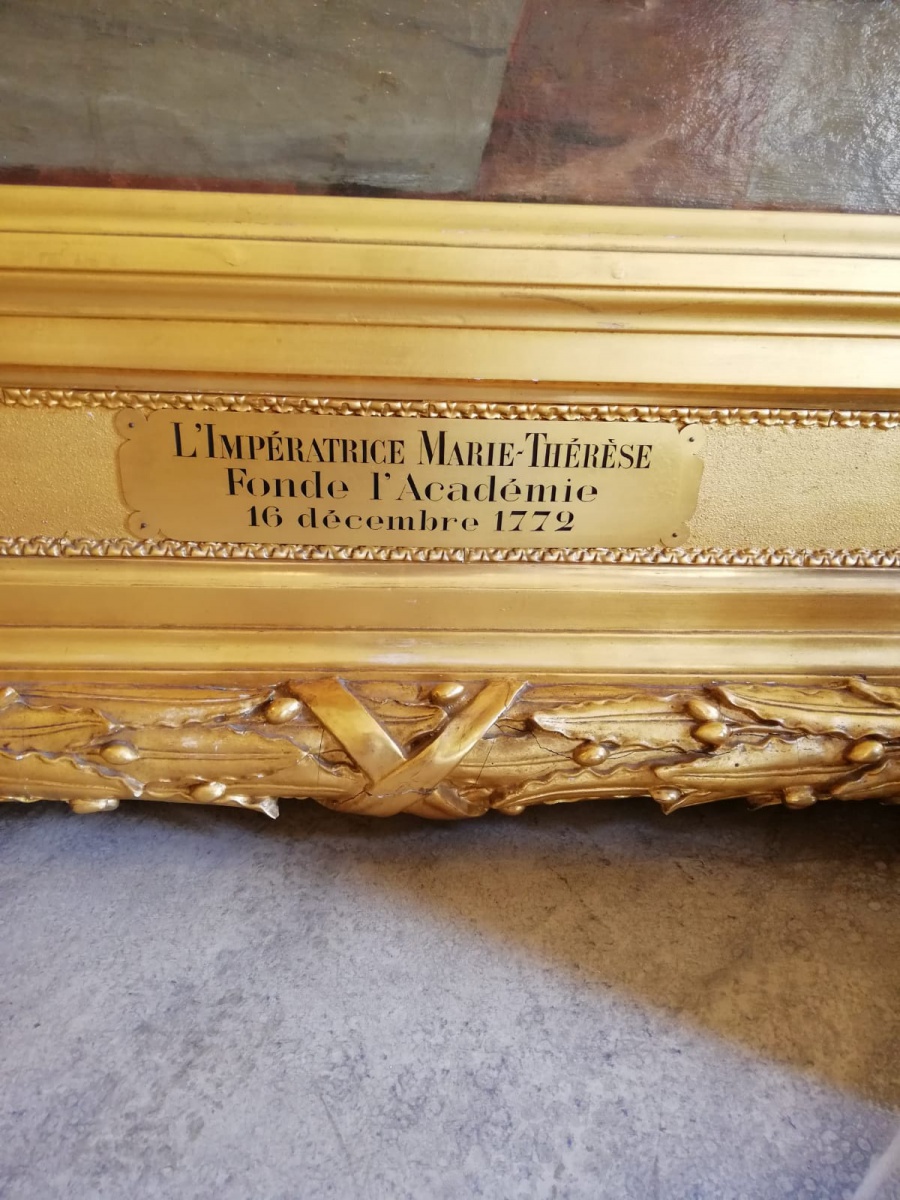 L'IMPÉRATRICE MARIE-THÉRÈSE
Fonde l'Académie
16 décembre 1772